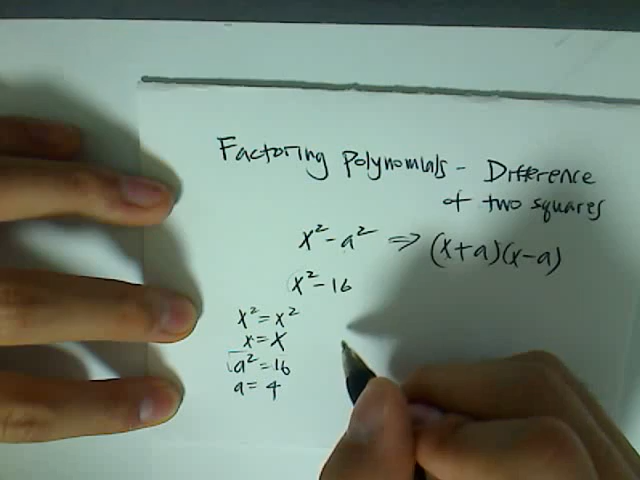 Factoring Polynomials - Difference
of two squares
x² - a² ⇒ (x+a)(x-a)
x² - 16
x² = x²
x = x
a² = 16
a = 4